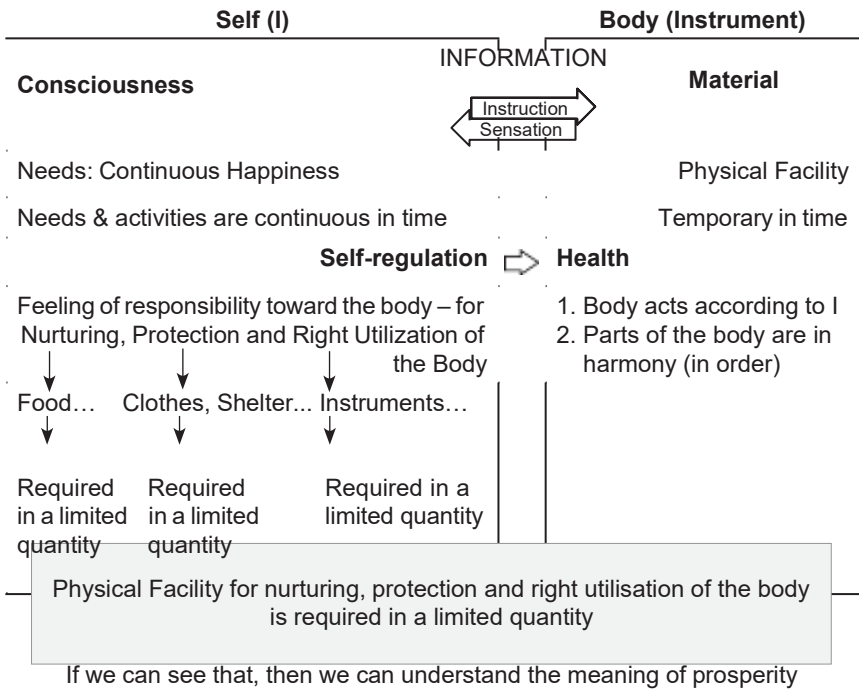 Self (I) Body (Instrument)
INFORMATION
Consciousness Material
Instruction
Sensation
Needs: Continuous Happiness Physical Facility
Needs & activities are continuous in time Temporary in time
Self-regulation Health
Feeling of responsibility toward the body – for
Nurturing, Protection and Right Utilization of
the Body
1. Body acts according to I
2. Parts of the body are in
harmony (in order)
Food… Clothes, Shelter... Instruments…
Required
in a limited
quantity
Required
in a limited
quantity
Required in a
limited quantity
Physical Facility for nurturing, protection and right utilisation of the body
is required in a limited quantity
If we can see that, then we can understand the meaning of prosperity